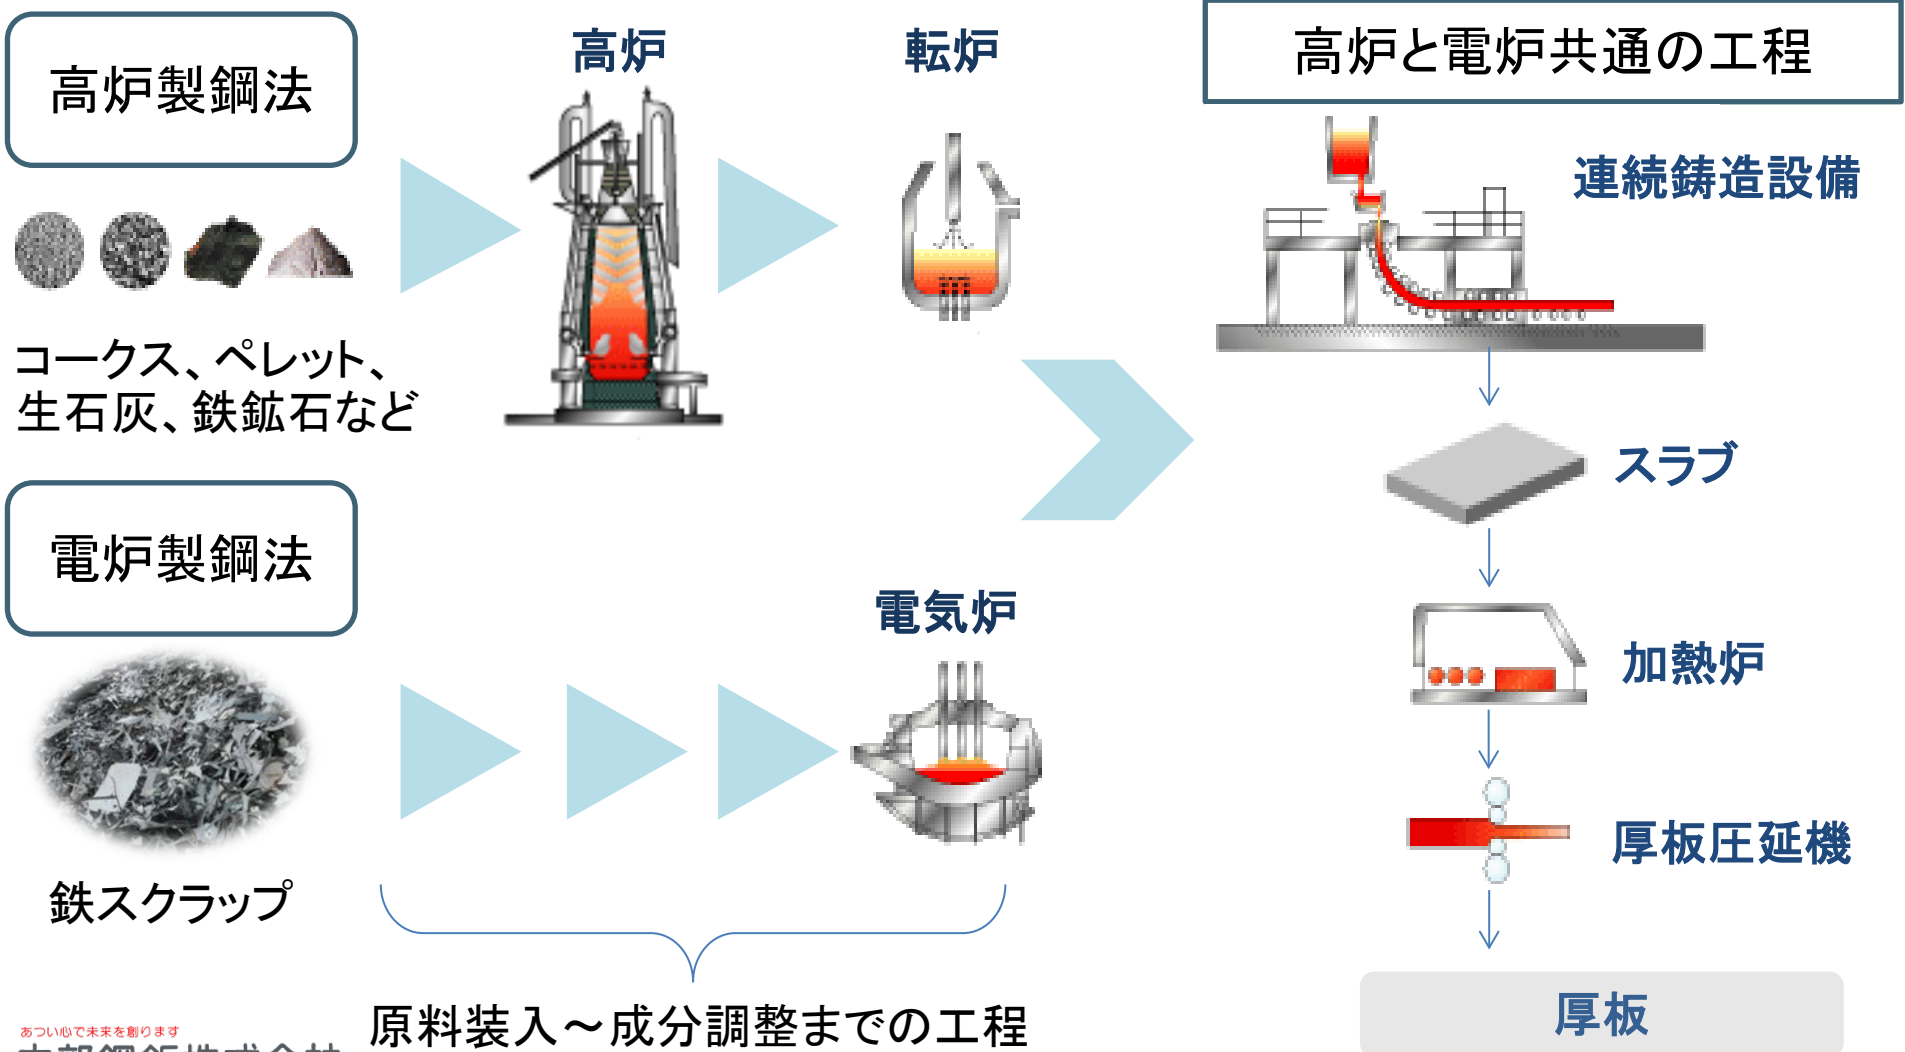 高炉製鋼法
高炉
転炉
高炉と電炉共通の工程
連続鋳造設備
コークス、ペレット、
生石灰、鉄鉱石など
スラブ
電炉製鋼法
電気炉
加熱炉
厚板圧延機
鉄スクラップ
原料装入～成分調整までの工程
厚板
あつい心で未来を創ります